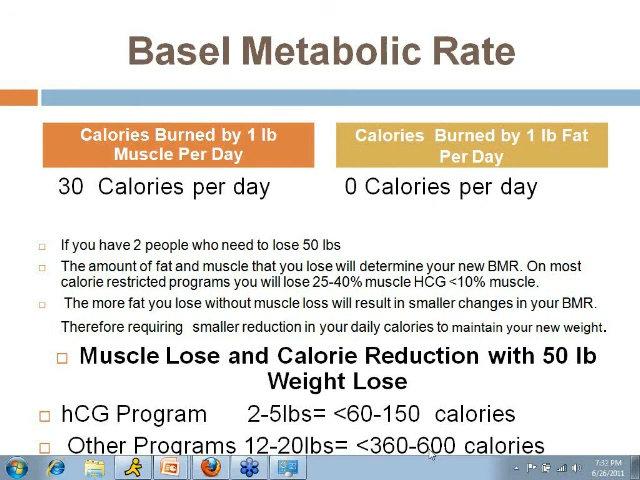 Basel Metabolic Rate
Calories Burned by 1 lb
Muscle Per Day
Calories Burned by 1 lb Fat
Per Day
30 Calories per day
0 Calories per day
If you have 2 people who need to lose 50 lbs
The amount of fat and muscle that you lose will determine your new BMR. On most
calorie restricted programs you will lose 25-40% muscle HCG <10% muscle.
The more fat you lose without muscle loss will result in smaller changes in your BMR.
Therefore requiring smaller reduction in your daily calories to maintain your new weight.
Muscle Lose and Calorie Reduction with 50 lb
Weight Lose
hCG Program 2-5lbs= <60-150 calories
Other Programs 12-20lbs= <360-600 calories
7:33 PM
6/26/2011